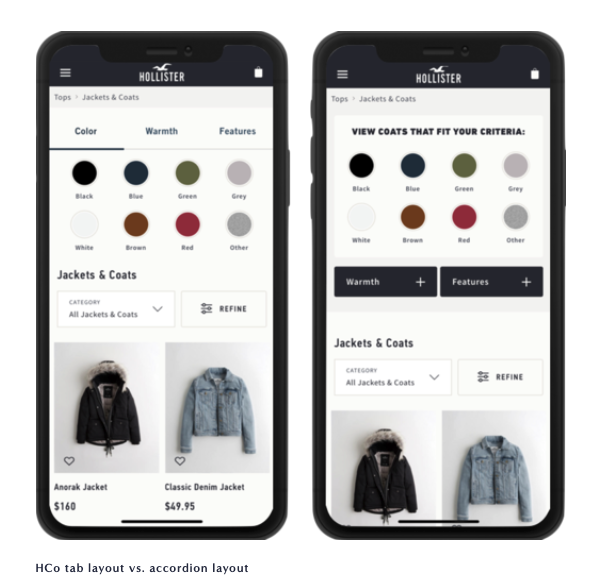 HOLLISTER
Tops > Jackets & Coats
Color Warmth Features
Black Blue Green Grey
White Brown Red Other
Jackets & Coats
CATEGORY
All Jackets & Coats
REFINE
Anorak Jacket Classic Denim Jacket
$160 $49.95
HOLLISTER
Tops > Jackets & Coats
VIEW COATS THAT FIT YOUR CRITERIA:
Black Blue Green Grey
White Brown Red Other
Warmth + Features +
Jackets & Coats
CATEGORY
All Jackets & Coats
REFINE
HCo tab layout vs. accordion layout